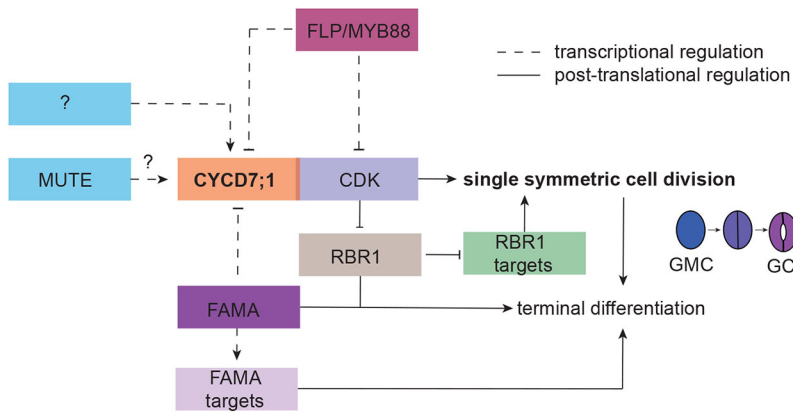 FLP/MYB88
transcriptional regulation
post-translational regulation
?
?
MUTE
CYCD7;1
CDK
single symmetric cell division
RBR1
RBR1
targets
GMC
GC
FAMA
terminal differentiation
FAMA
targets